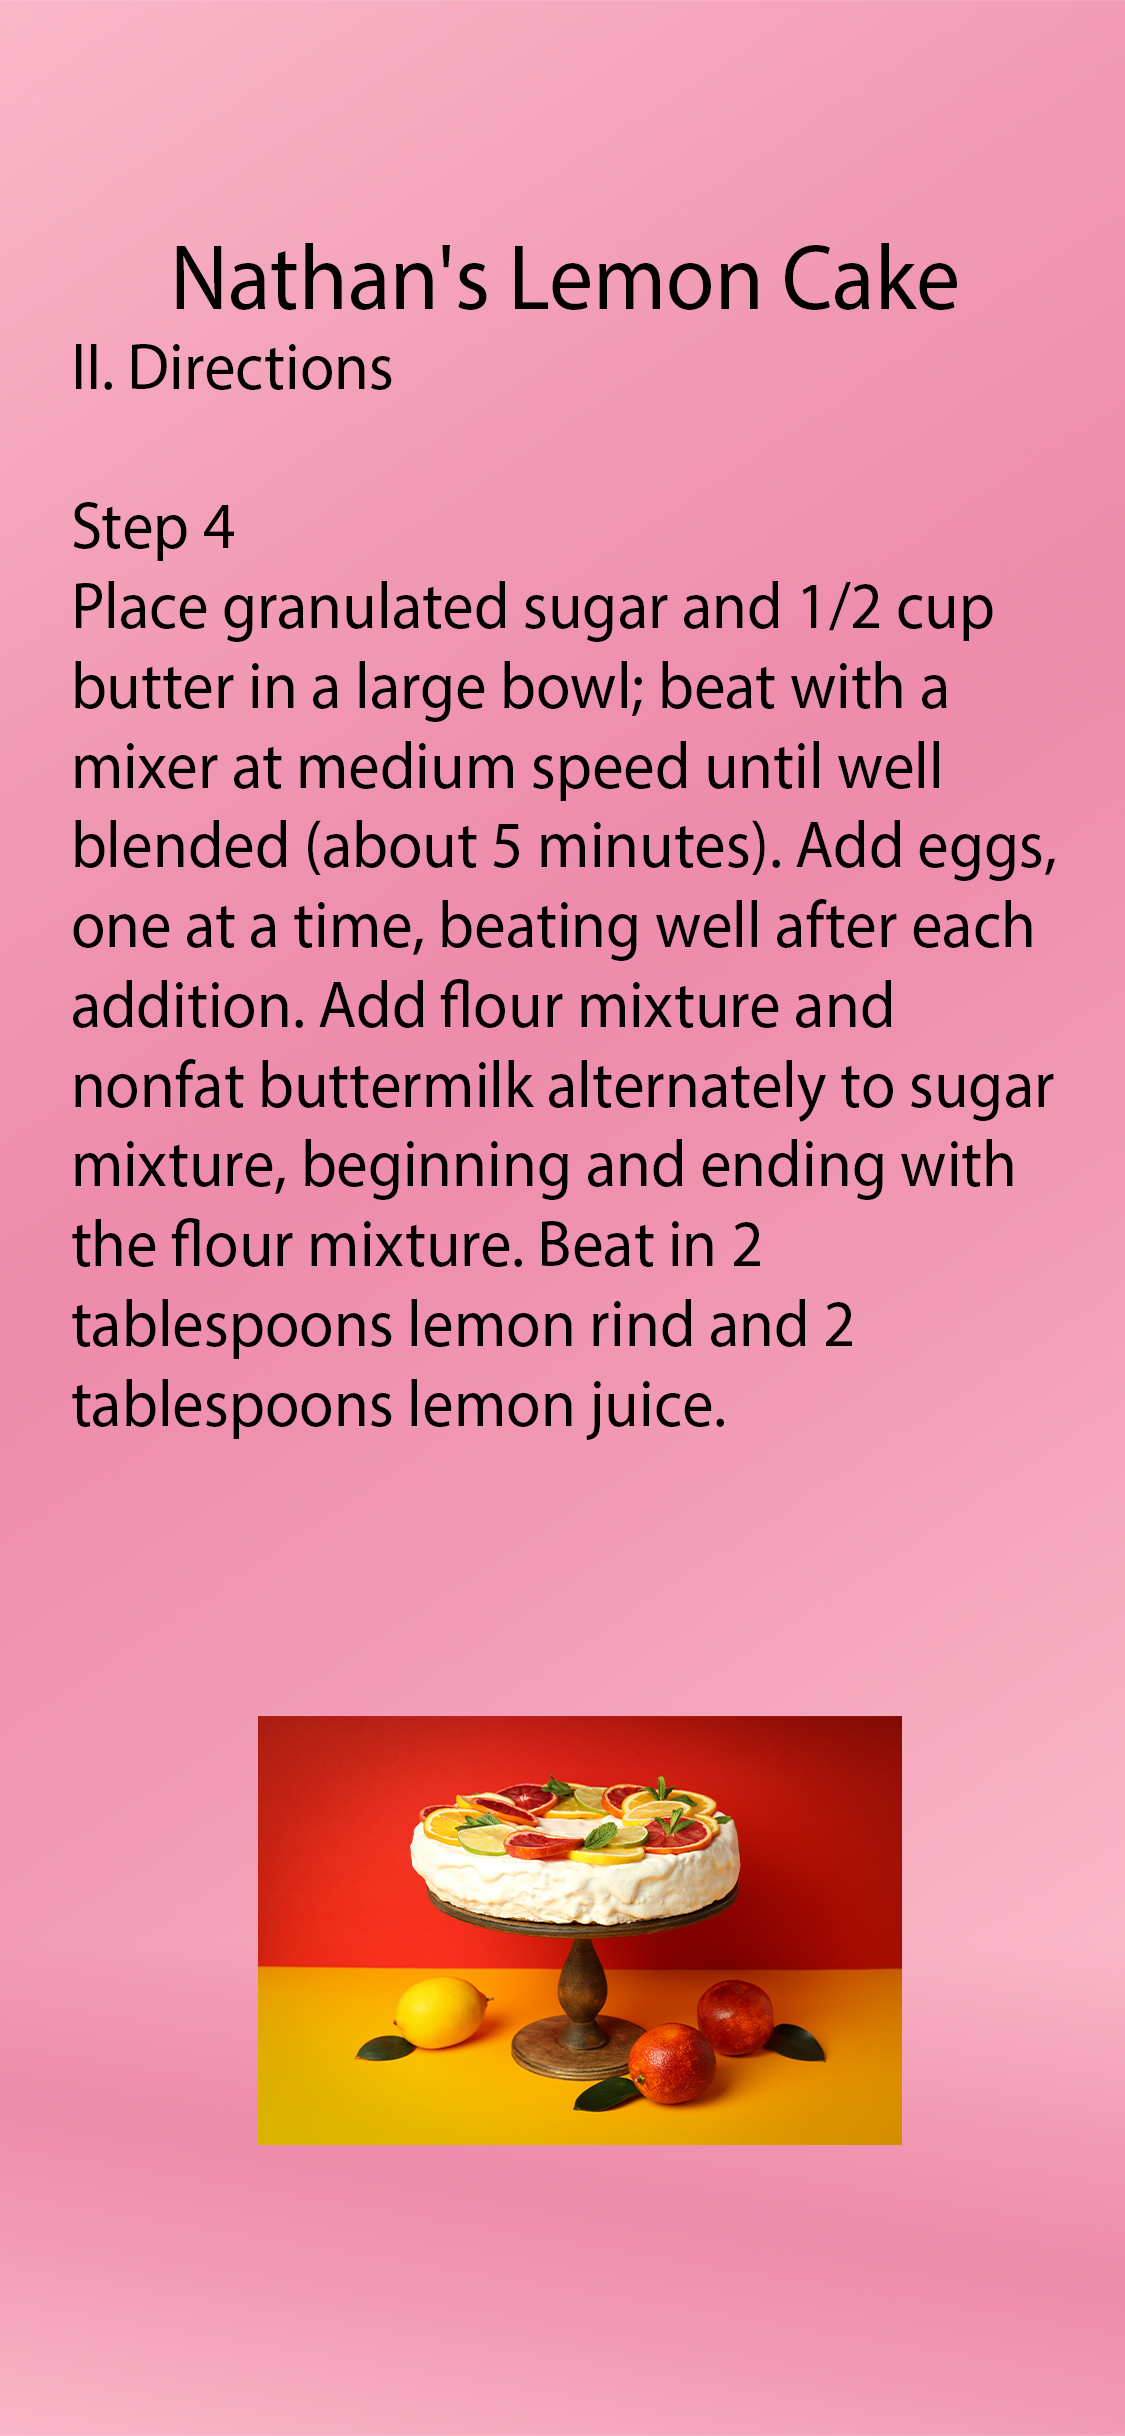 Nathan's Lemon Cake
II. Directions
Step 4
Place granulated sugar and 1/2 cup
butter in a large bowl; beat with a
mixer at medium speed until well
blended (about 5 minutes). Add eggs,
one at a time, beating well after each
addition. Add flour mixture and
nonfat buttermilk alternately to sugar
mixture, beginning and ending with
the flour mixture. Beat in 2
tablespoons lemon rind and 2
tablespoons lemon juice.